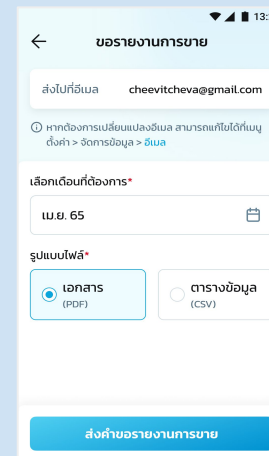 13:
ขอรายงานการขาย
ส่งไปที่อีเมล cheevitcheva@gmail.com
หากต้องการเปลี่ยนแปลงอีเมล สามารถแก้ไขได้ที่เมนู
ตั้งค่า > จัดการข้อมูล > อีเมล
เลือกเดือนที่ต้องการ*
เม.ย. 65
รูปแบบไฟล์*
เอกสาร
(PDF)
ตารางข้อมูล
(CSV)
ส่งคำขอรายงานการขาย